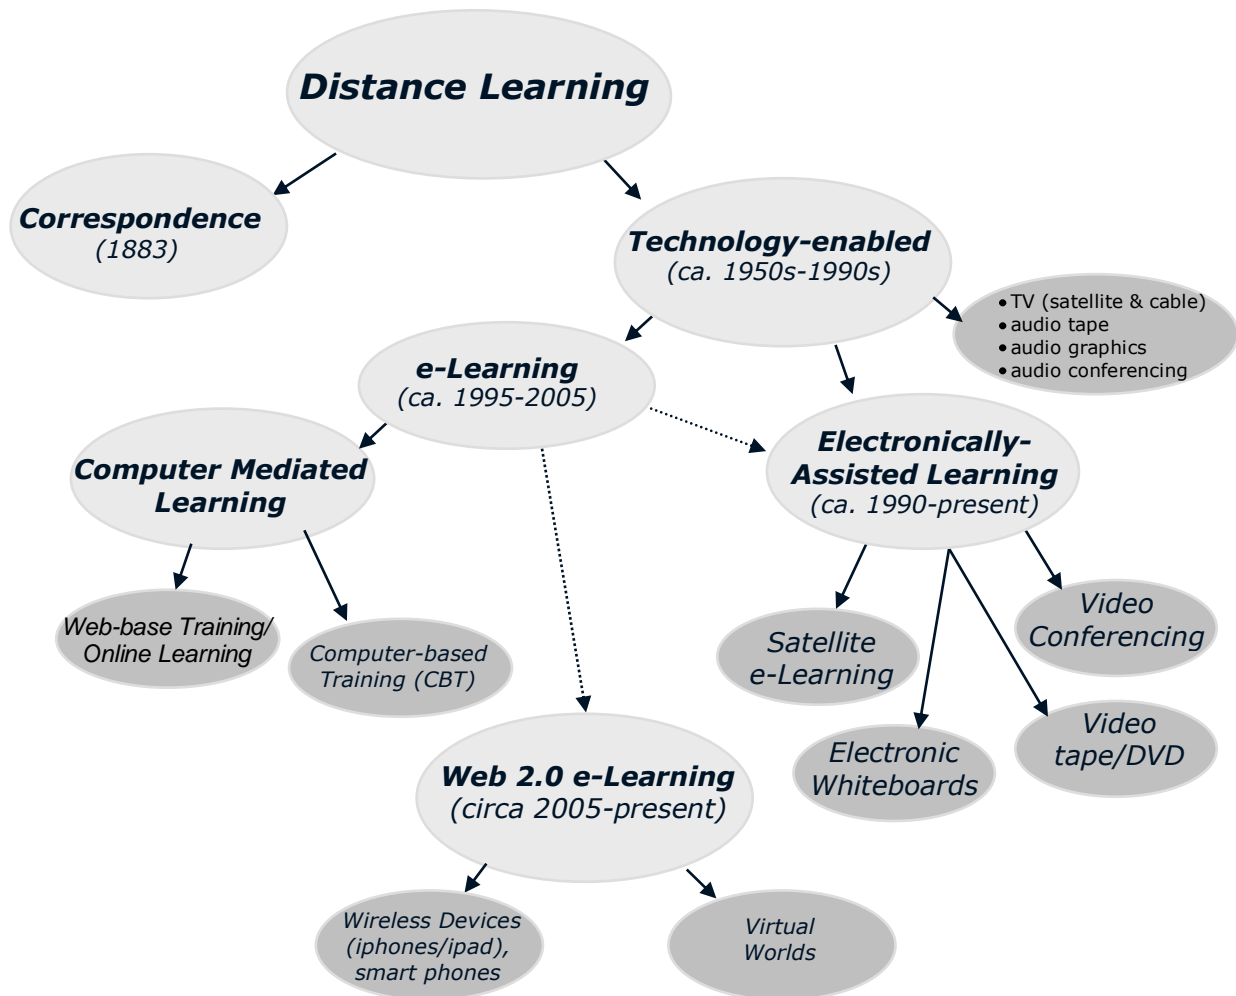 Distance Learning
Correspondence
(1883)
Technology-enabled
(ca. 1950s-1990s)
• TV (satellite & cable)
• audio tape
• audio graphics
• audio conferencing
e-Learning
(ca. 1995-2005)
Electronically-
Assisted Learning
(ca. 1990-present)
Computer Mediated
Learning
Web-base Training/
Online Learning
Computer-based
Training (CBT)
Satellite
e-Learning
Video
Conferencing
Electronic
Whiteboards
Video
tape/DVD
Web 2.0 e-Learning
(circa 2005-present)
Wireless Devices
(iphones/ipad),
smart phones
Virtual
Worlds